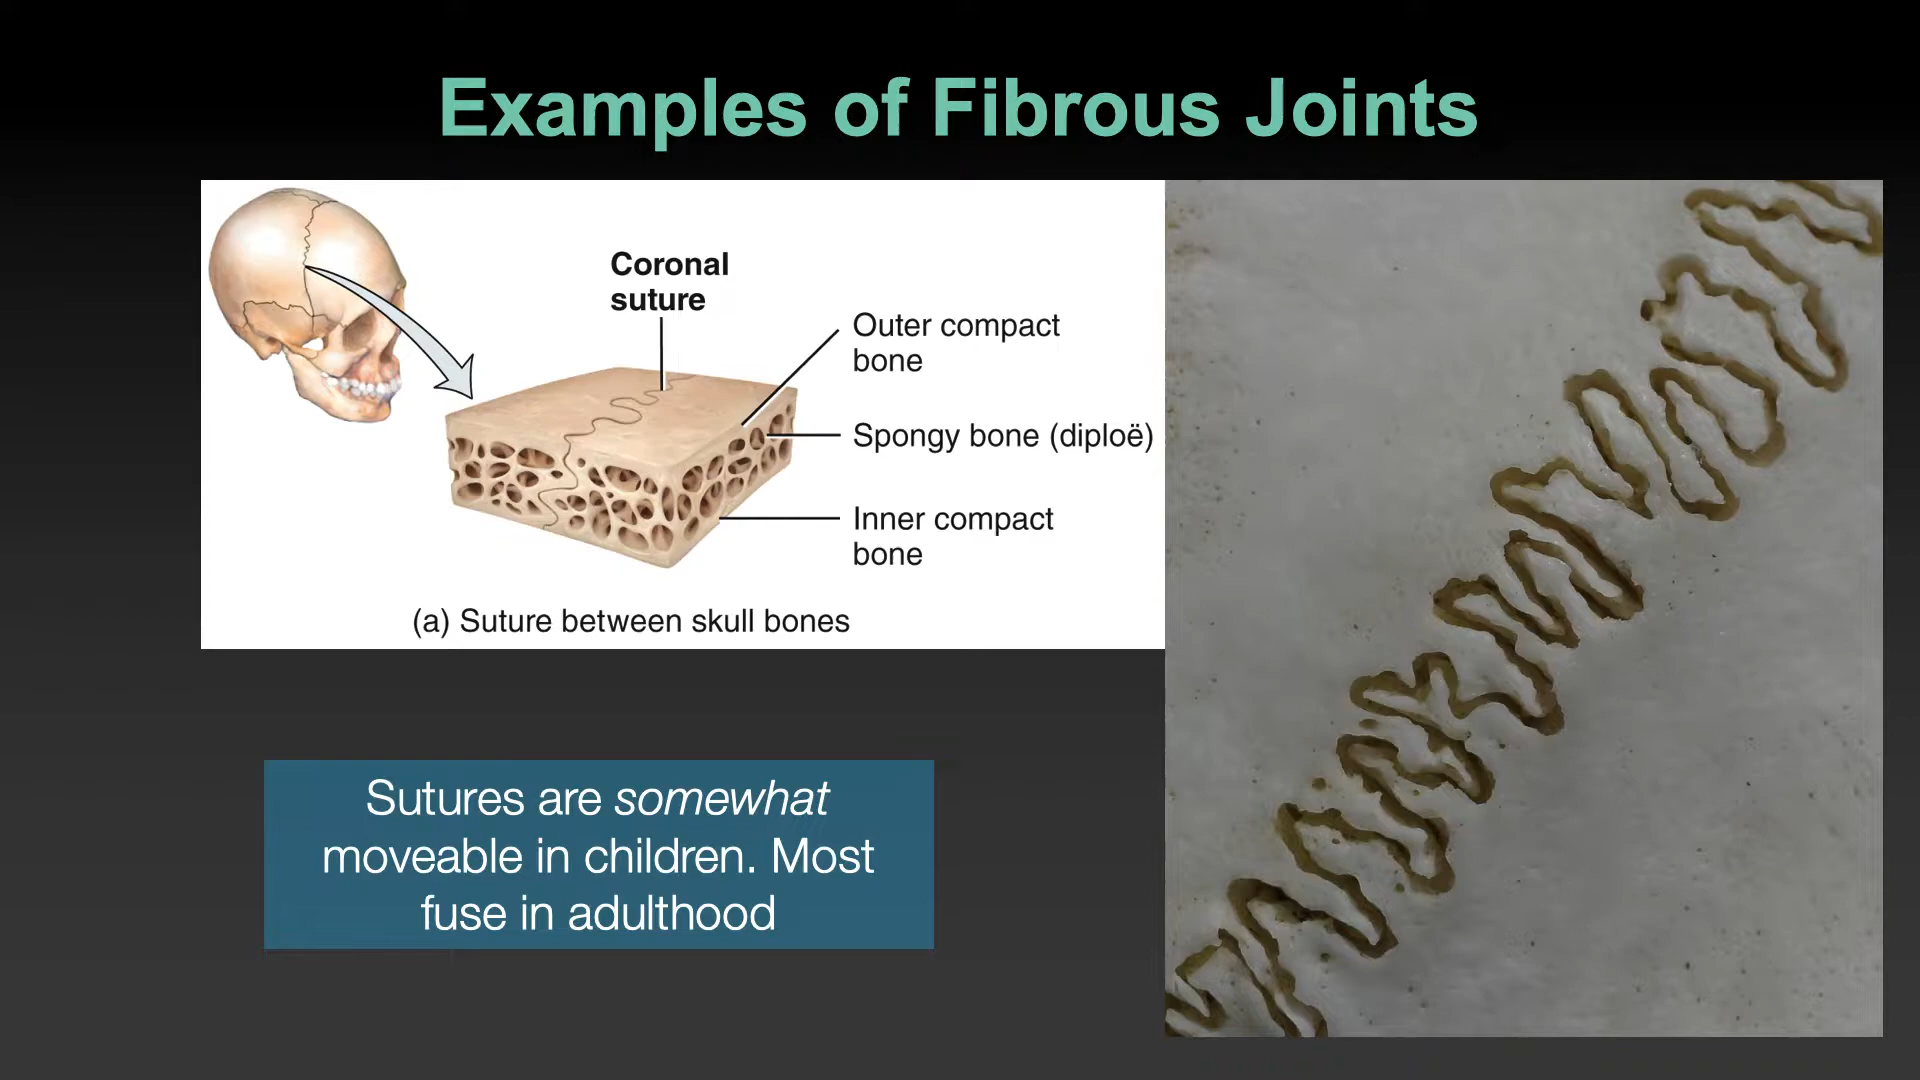 Examples of Fibrous Joints
Coronal
suture
Outer compact
bone
Spongy bone (diploë)
Inner compact
bone
(a) Suture between skull bones
Sutures are somewhat
moveable in children. Most
fuse in adulthood